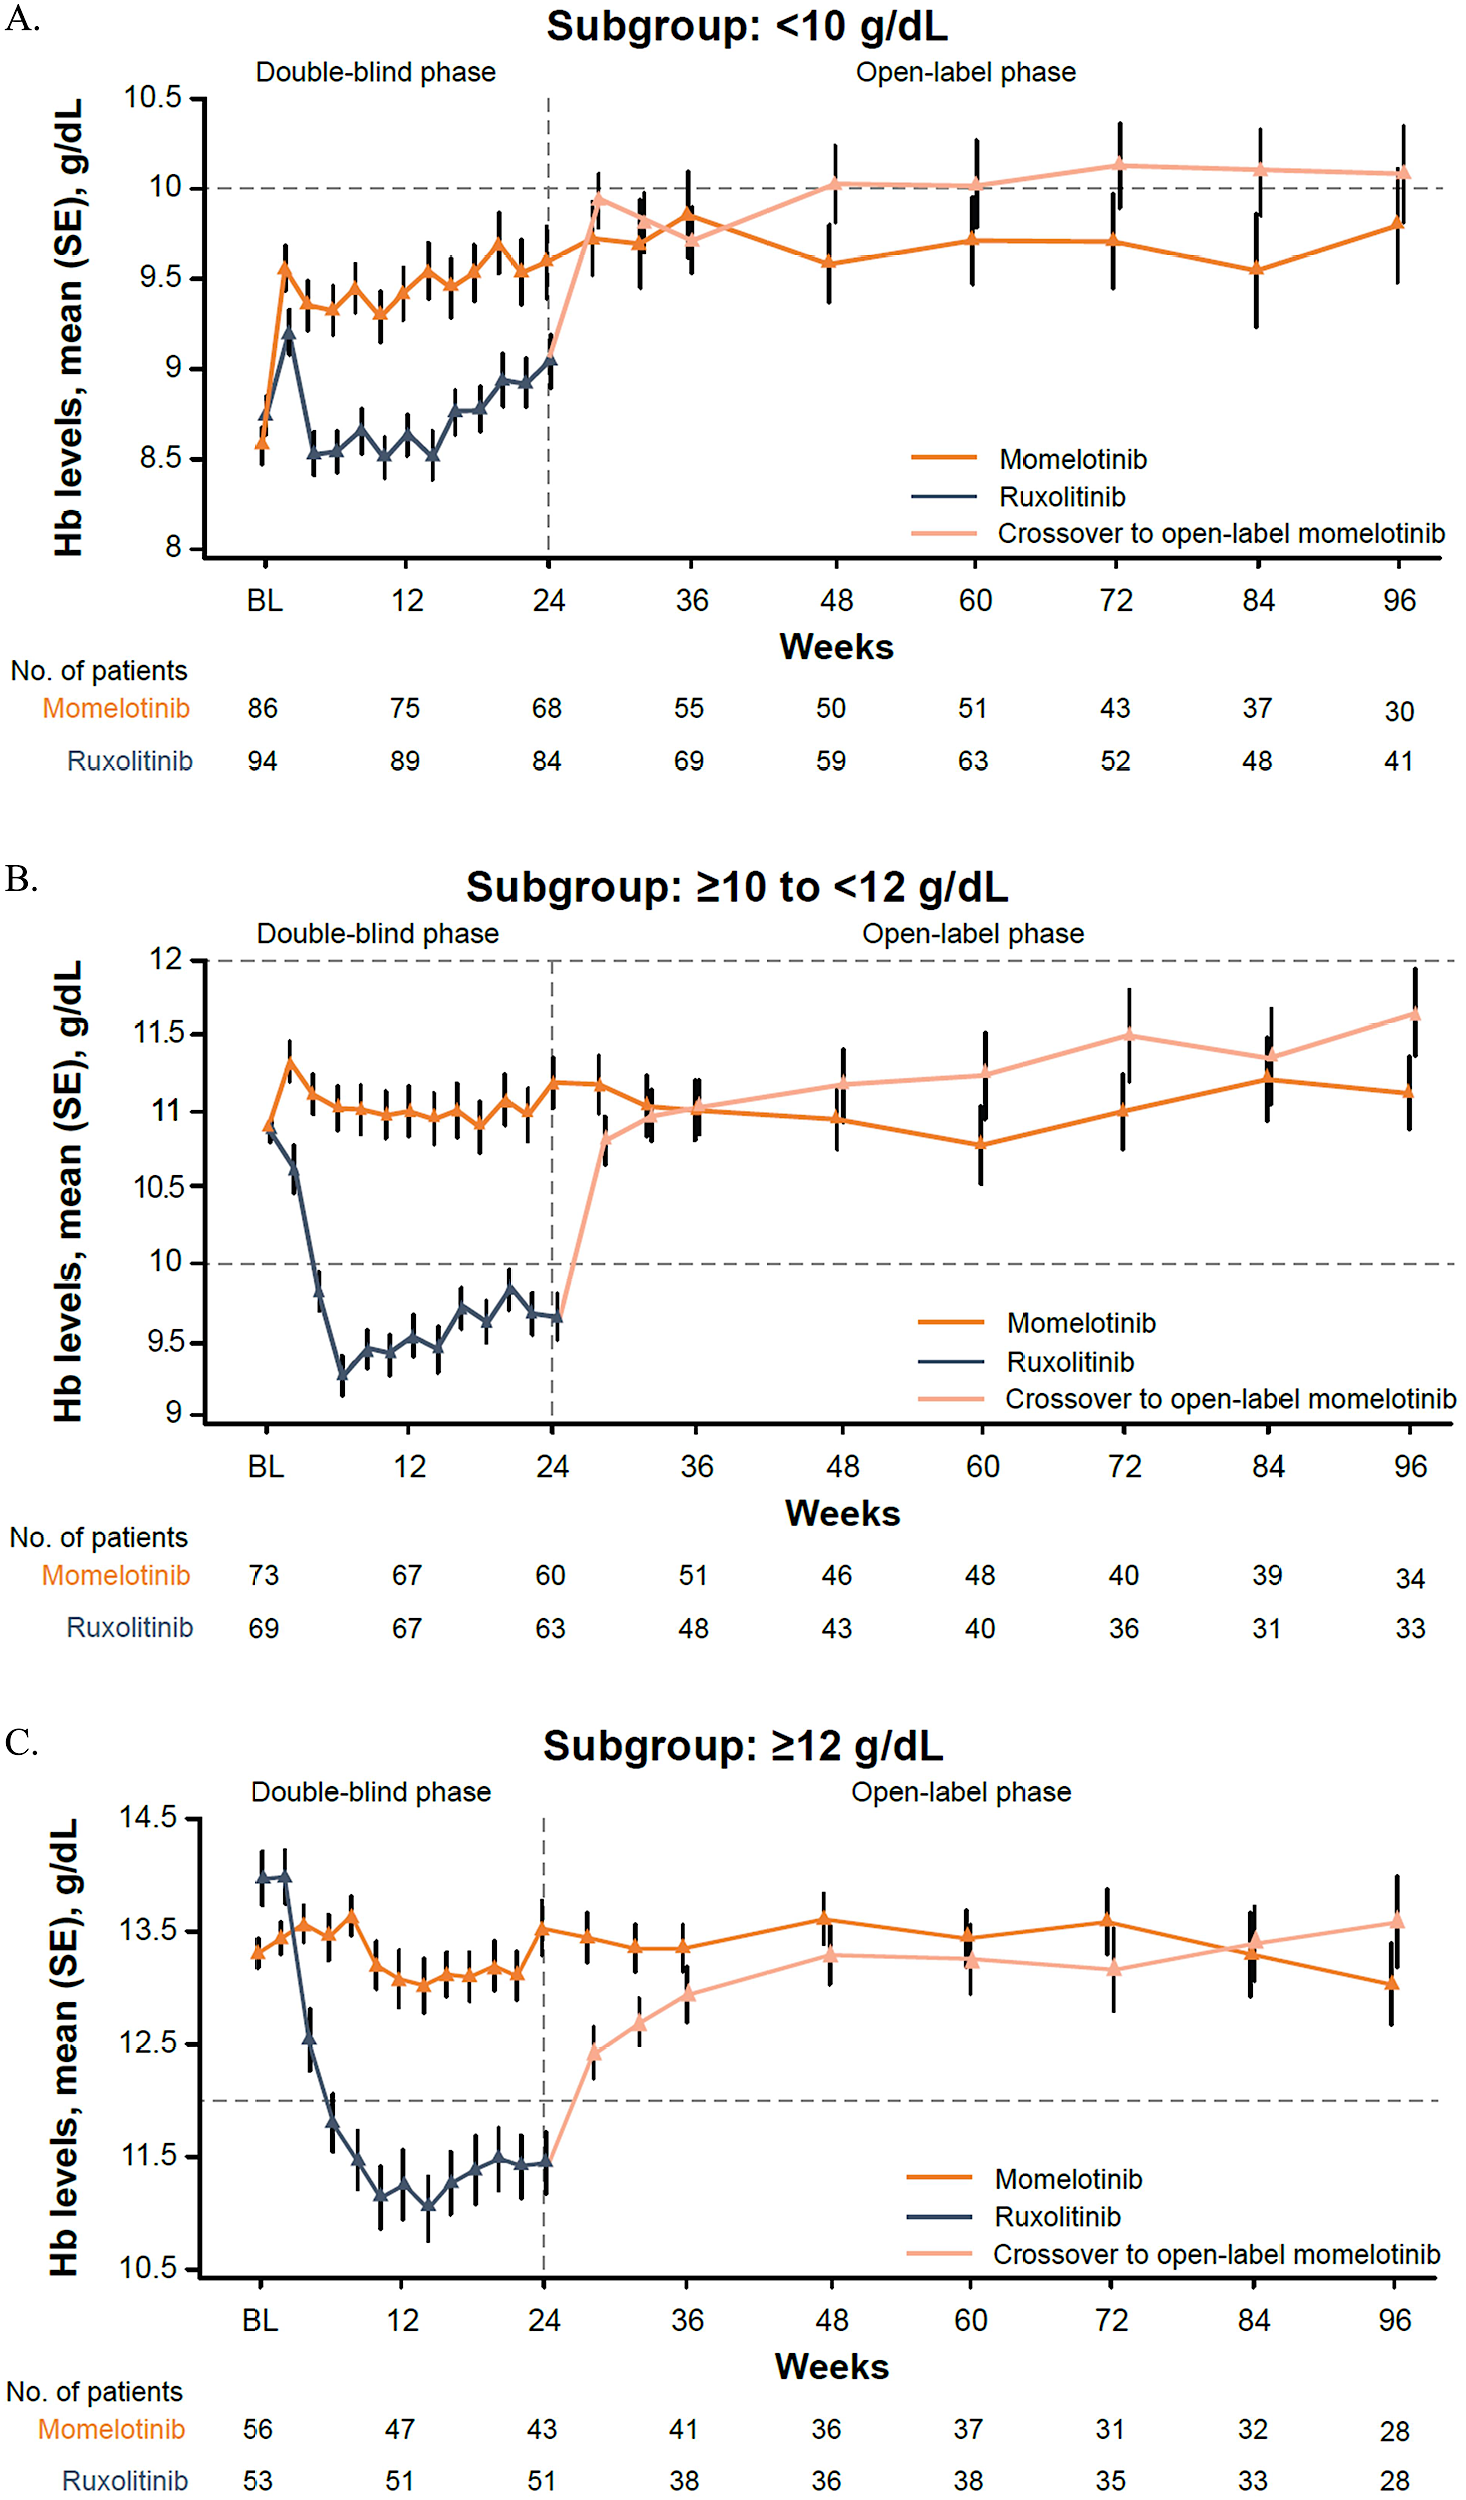 A.
Subgroup: <10 g/dL
Double-blind phase Open-label phase
Hb levels, mean (SE), g/dL
10.5
10
9.5
9
8.5
8
Momelotinib
Ruxolitinib
Crossover to open-label momelotinib
BL 12 24 36 48 60 72 84 96
Weeks
No. of patients
Momelotinib 86 75 68 55 50 51 43 37 30
Ruxolitinib 94 89 84 69 59 63 52 48 41
B.
Subgroup: ≥10 to <12 g/dL
Double-blind phase Open-label phase
Hb levels, mean (SE), g/dL
12
11.5
11
10.5
10
9.5
9
Momelotinib
Ruxolitinib
Crossover to open-label momelotinib
BL 12 24 36 48 60 72 84 96
Weeks
No. of patients
Momelotinib 73 67 60 51 46 48 40 39 34
Ruxolitinib 69 67 63 48 43 40 36 31 33
C.
Subgroup: ≥12 g/dL
Double-blind phase Open-label phase
Hb levels, mean (SE), g/dL
14.5
13.5
12.5
11.5
10.5
Momelotinib
Ruxolitinib
Crossover to open-label momelotinib
BL 12 24 36 48 60 72 84 96
Weeks
No. of patients
Momelotinib 56 47 43 41 36 37 31 32 28
Ruxolitinib 53 51 51 38 36 38 35 33 28